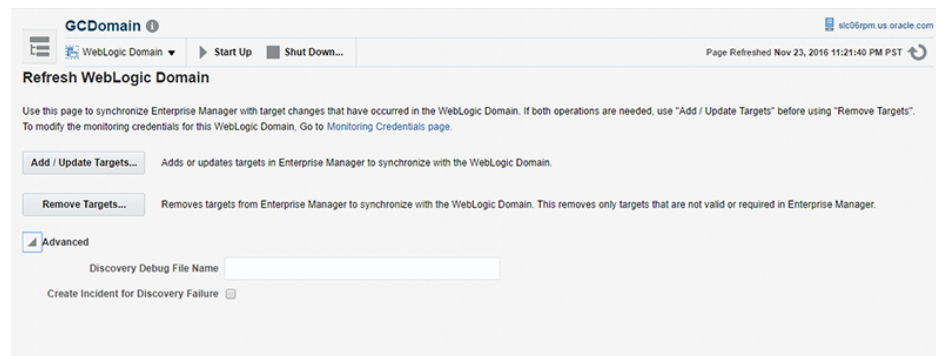 GCDomain
slc06rpm.us.oracle.com
WebLogic Domain Start Up Shut Down...
Page Refreshed Nov 23, 2016 11:21:40 PM PST
Refresh WebLogic Domain
Use this page to synchronize Enterprise Manager with target changes that have occurred in the WebLogic Domain. If both operations are needed, use "Add / Update Targets" before using "Remove Targets".
To modify the monitoring credentials for this WebLogic Domain, Go to Monitoring Credentials page.
Add / Update Targets... Adds or updates targets in Enterprise Manager to synchronize with the WebLogic Domain.
Remove Targets... Removes targets from Enterprise Manager to synchronize with the WebLogic Domain. This removes only targets that are not valid or required in Enterprise Manager.
Advanced
Discovery Debug File Name
Create Incident for Discovery Failure